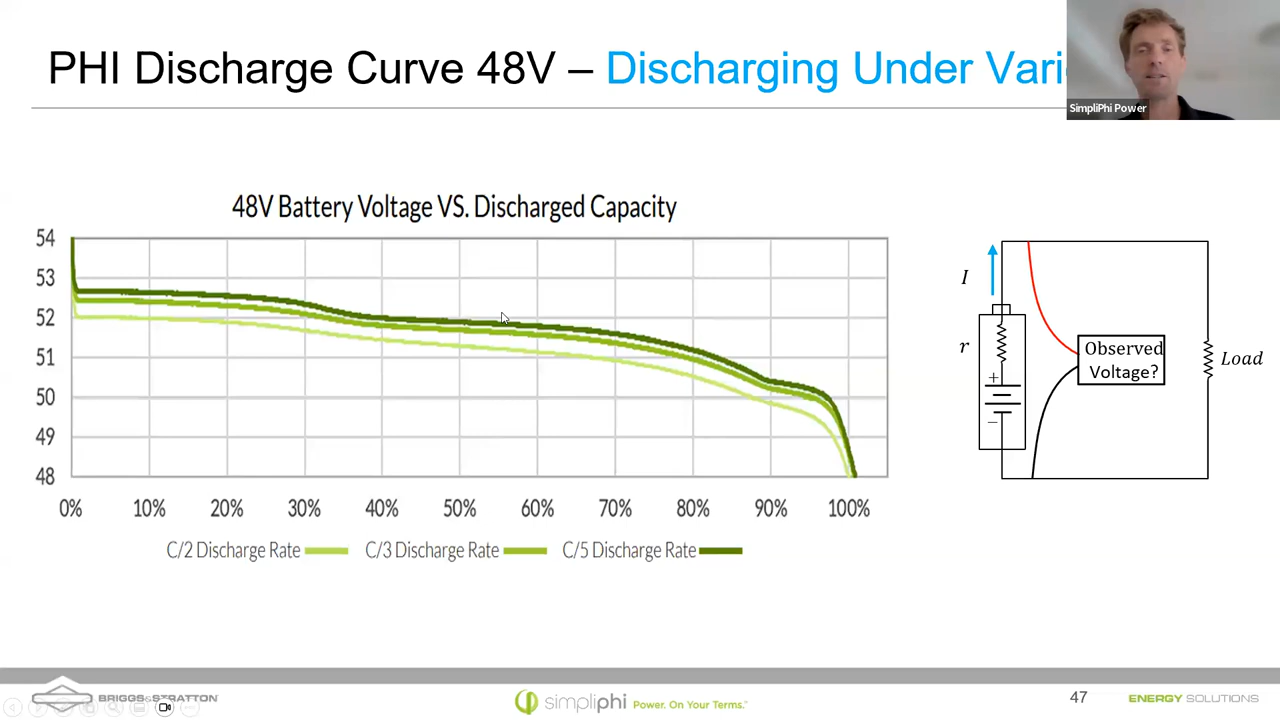 PHI Discharge Curve 48V – Discharging Under Vari
SimpliPhi Power
48V Battery Voltage VS. Discharged Capacity
54
53
52
51
50
49
48
0% 10% 20% 30% 40% 50% 60% 70% 80% 90% 100%
C/2 Discharge Rate C/3 Discharge Rate C/5 Discharge Rate
I
r
+
−
Observed
Voltage?
Load
BRIGGS&STRATTON
simpliphi Power. On Your Terms.™
47
ENERGY SOLUTIONS